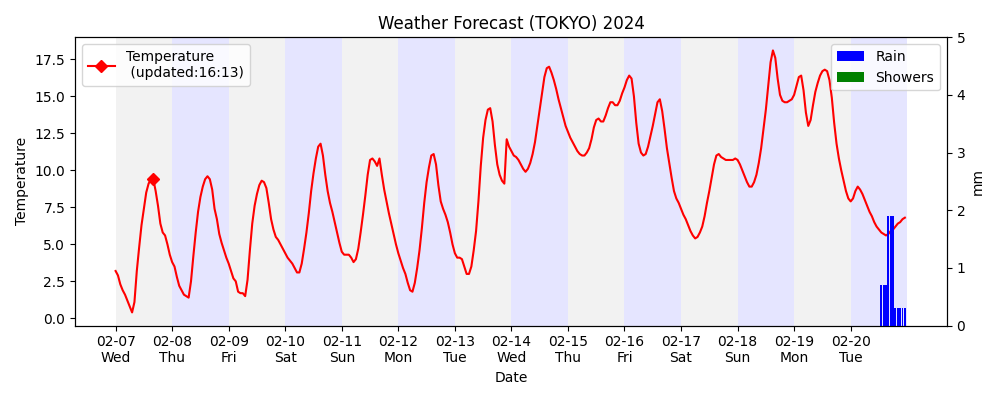 Weather Forecast (TOKYO) 2024
Temperature
(updated:16:13)
Rain
Showers
Temperature
17.5
15.0
12.5
10.0
7.5
5.0
2.5
0.0
5
4
3
2
1
0
mm
02-07 02-08 02-09 02-10 02-11 02-12 02-13 02-14 02-15 02-16 02-17 02-18 02-19 02-20
Wed Thu Fri Sat Sun Mon Tue Wed Thu Fri Sat Sun Mon Tue
Date